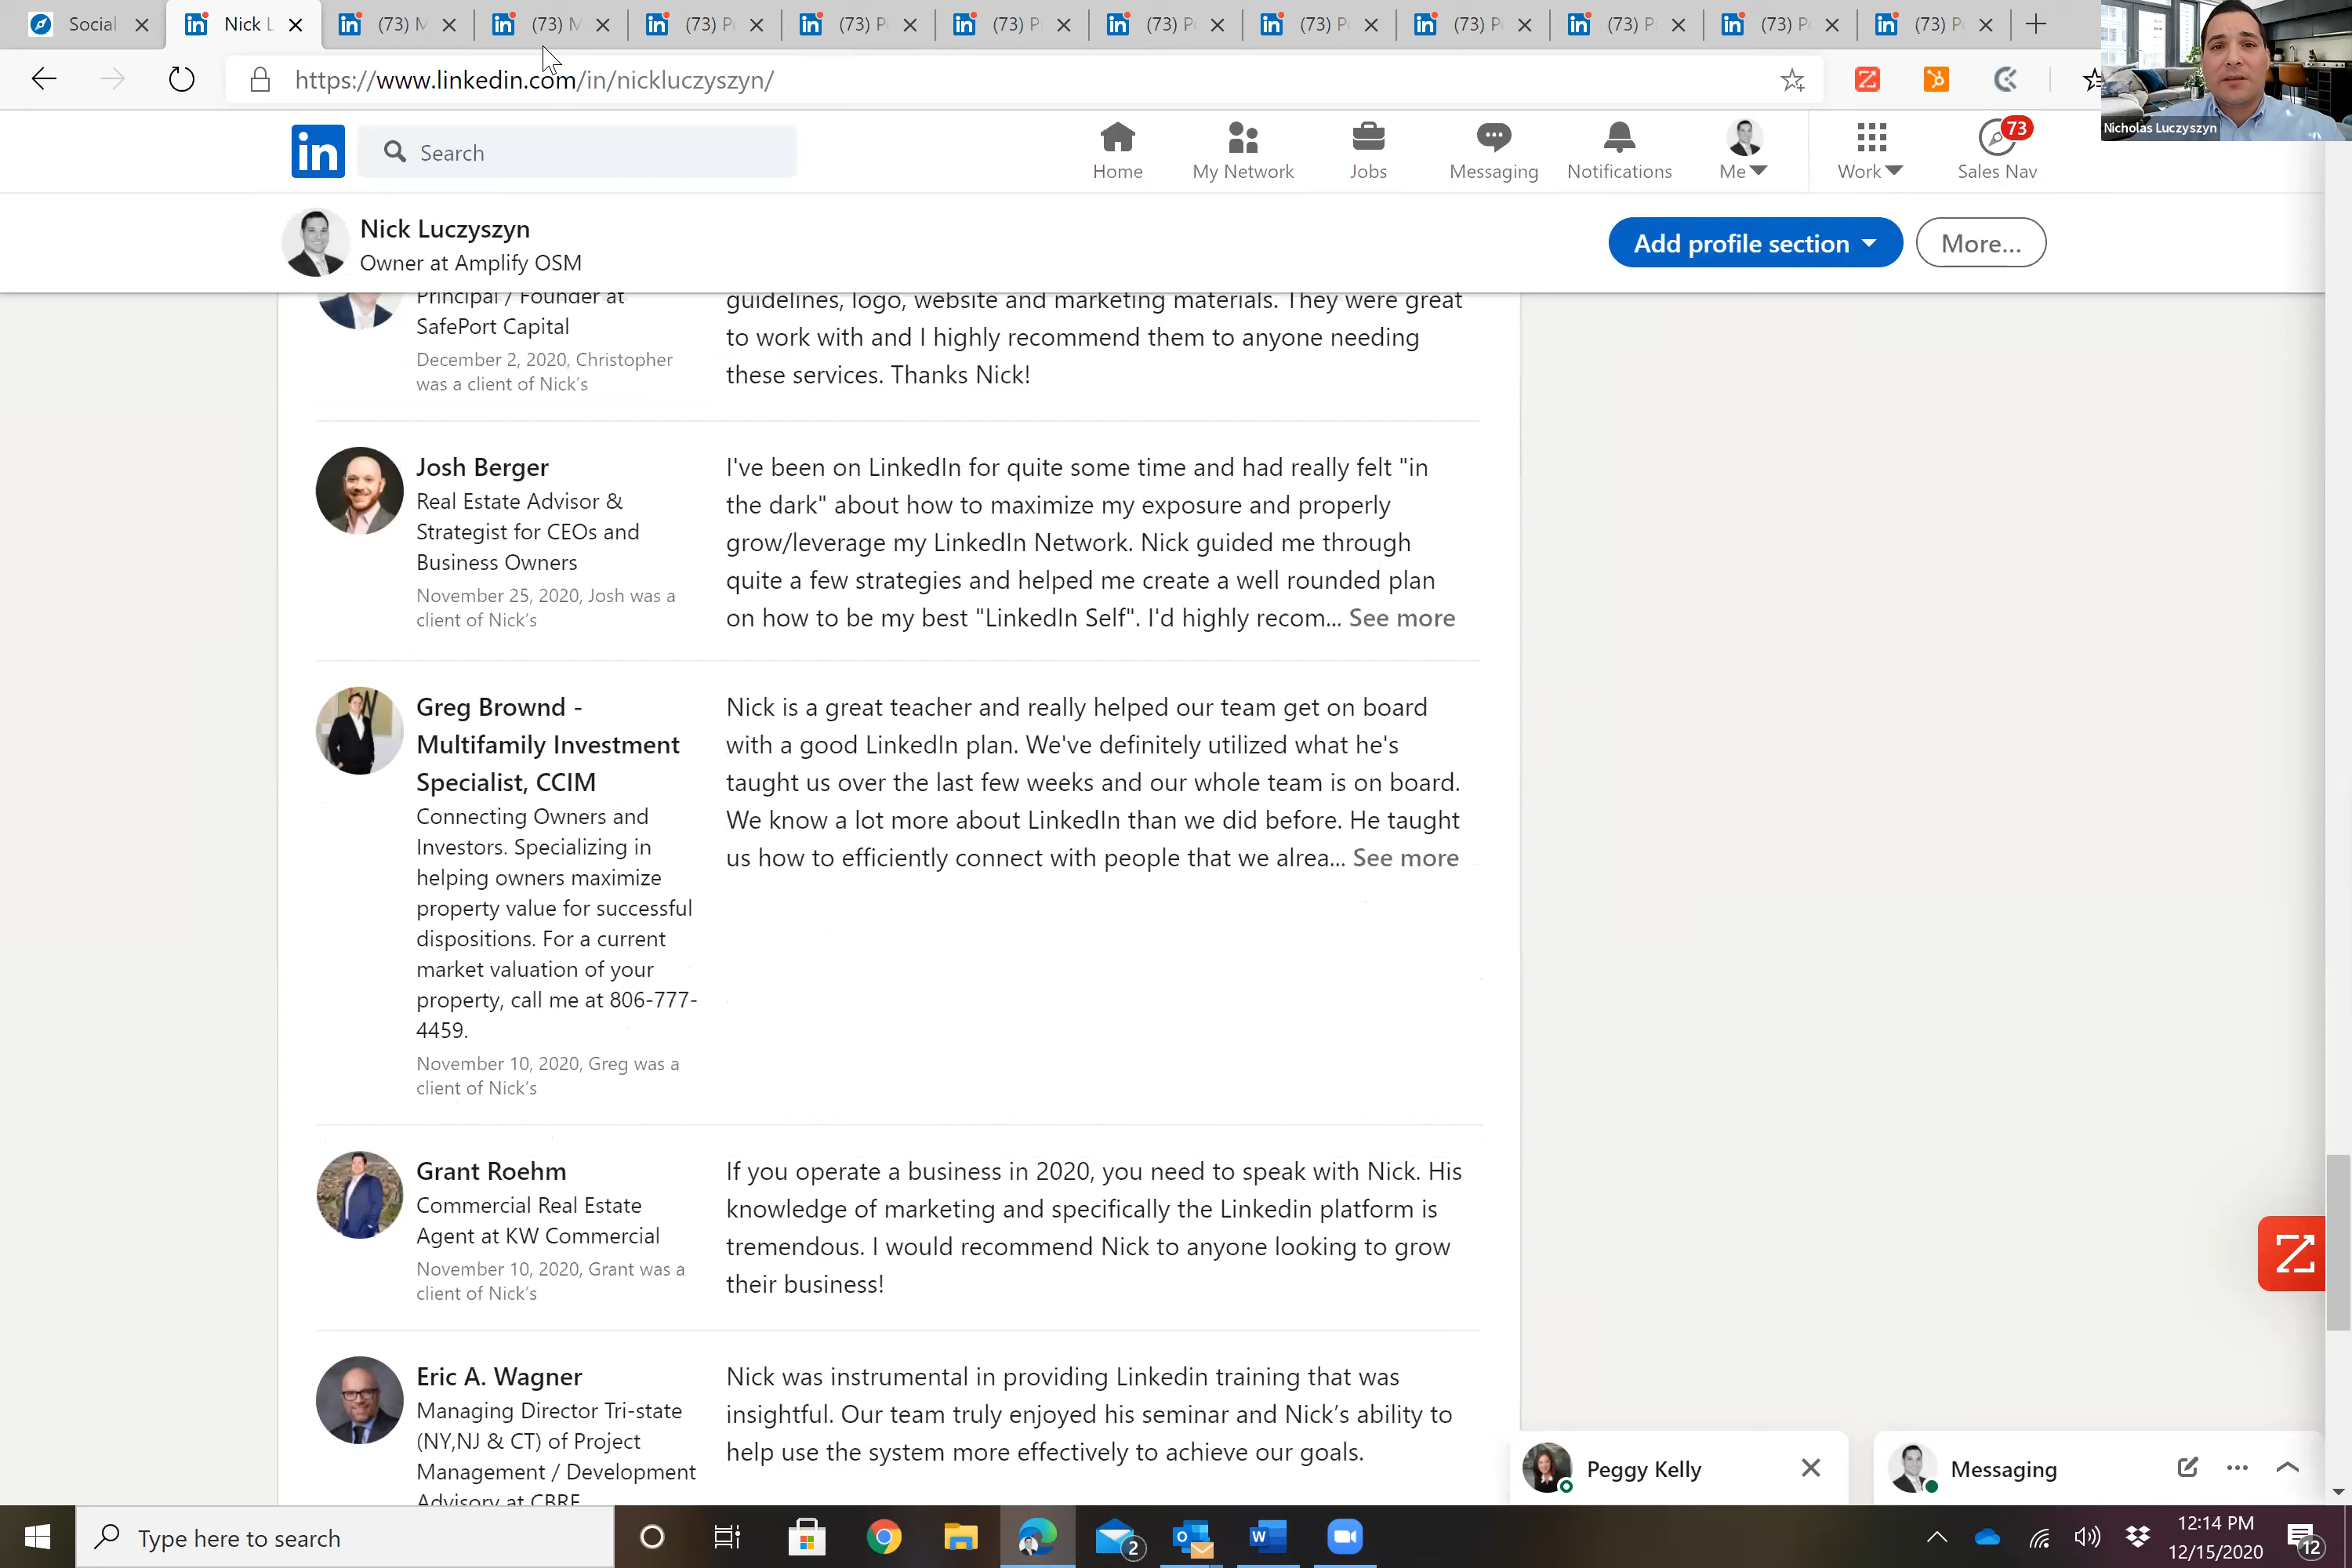 Social
Nick L
(73) M
(73) M
(73) P
(73) P
(73) P
(73) P
(73) P
(73) P
(73) P
(73) P
(73) P
https://www.linkedin.com/in/nickluczyszyn/
Nicholas Luczyszyn
in
Search
Home
My Network
Jobs
Messaging
Notifications
Me
Work
73
Sales Nav
Nick Luczyszyn
Owner at Amplify OSM
Add profile section
More...
Principal / Founder at
SafePort Capital
December 2, 2020, Christopher
was a client of Nick's
guidelines, logo, website and marketing materials. They were great
to work with and I highly recommend them to anyone needing
these services. Thanks Nick!
Josh Berger
Real Estate Advisor &
Strategist for CEOs and
Business Owners
November 25, 2020, Josh was a
client of Nick's
I've been on LinkedIn for quite some time and had really felt "in
the dark" about how to maximize my exposure and properly
grow/leverage my LinkedIn Network. Nick guided me through
quite a few strategies and helped me create a well rounded plan
on how to be my best "LinkedIn Self". I'd highly recom... See more
Greg Brownd -
Multifamily Investment
Specialist, CCIM
Connecting Owners and
Investors. Specializing in
helping owners maximize
property value for successful
dispositions. For a current
market valuation of your
property, call me at 806-777-
4459.
November 10, 2020, Greg was a
client of Nick's
Nick is a great teacher and really helped our team get on board
with a good LinkedIn plan. We've definitely utilized what he's
taught us over the last few weeks and our whole team is on board.
We know a lot more about LinkedIn than we did before. He taught
us how to efficiently connect with people that we alrea... See more
Grant Roehm
Commercial Real Estate
Agent at KW Commercial
November 10, 2020, Grant was a
client of Nick's
If you operate a business in 2020, you need to speak with Nick. His
knowledge of marketing and specifically the Linkedin platform is
tremendous. I would recommend Nick to anyone looking to grow
their business!
Eric A. Wagner
Managing Director Tri-state
(NY,NJ & CT) of Project
Management / Development
Advisory at CBRE
Nick was instrumental in providing Linkedin training that was
insightful. Our team truly enjoyed his seminar and Nick's ability to
help use the system more effectively to achieve our goals.
Peggy Kelly
Messaging
Type here to search
2
12:14 PM
12/15/2020
12